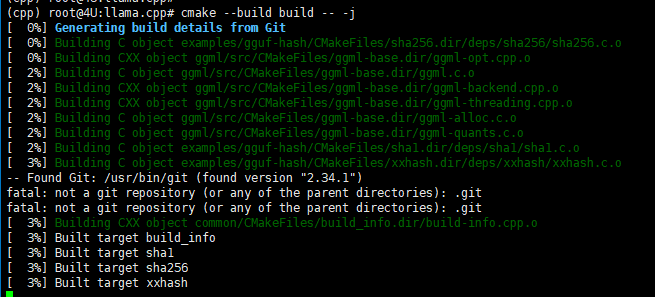 (cpp) root@4U:llama.cpp#
(cpp) root@4U:llama.cpp# cmake --build build -- -j
[  0%] Generating build details from Git
[  0%] Building C object examples/gguf-hash/CMakeFiles/sha256.dir/deps/sha256/sha256.c.o
[  0%] Building CXX object ggml/src/CMakeFiles/ggml-base.dir/ggml-opt.cpp.o
[  2%] Building C object ggml/src/CMakeFiles/ggml-base.dir/ggml.c.o
[  2%] Building CXX object ggml/src/CMakeFiles/ggml-base.dir/ggml-backend.cpp.o
[  2%] Building CXX object ggml/src/CMakeFiles/ggml-base.dir/ggml-threading.cpp.o
[  2%] Building C object ggml/src/CMakeFiles/ggml-base.dir/ggml-alloc.c.o
[  2%] Building C object ggml/src/CMakeFiles/ggml-base.dir/ggml-quants.c.o
[  2%] Building C object examples/gguf-hash/CMakeFiles/sha1.dir/deps/sha1/sha1.c.o
[  3%] Building C object examples/gguf-hash/CMakeFiles/xxhash.dir/deps/xxhash/xxhash.c.o
-- Found Git: /usr/bin/git (found version "2.34.1")
fatal: not a git repository (or any of the parent directories): .git
fatal: not a git repository (or any of the parent directories): .git
[  3%] Building CXX object common/CMakeFiles/build_info.dir/build-info.cpp.o
[  3%] Built target build_info
[  3%] Built target sha1
[  3%] Built target sha256
[  3%] Built target xxhash